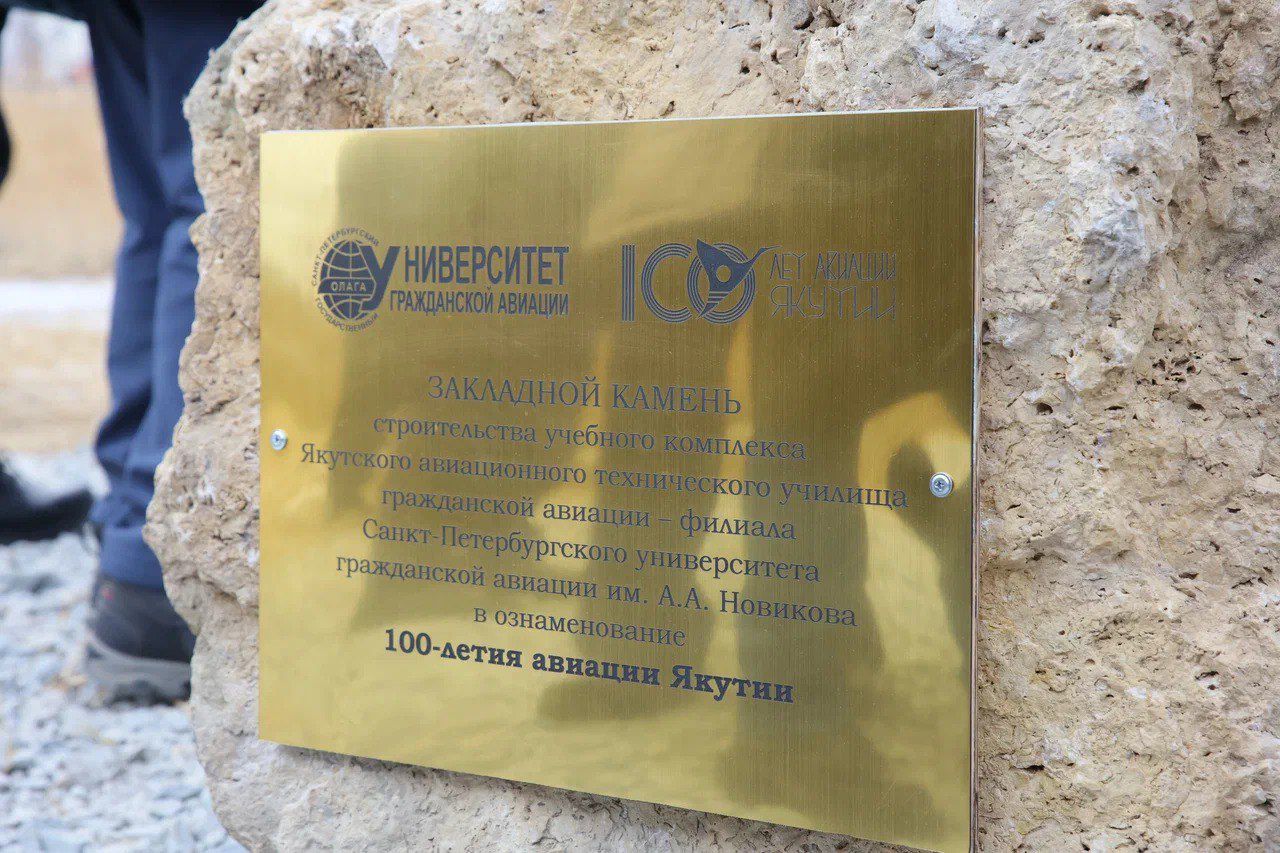 САНКТ-ПЕТЕРБУРГСКИЙ
ОЛАГА
ГОСУДАРСТВЕННЫЙ
УНИВЕРСИТЕТ
ГРАЖДАНСКОЙ АВИАЦИИ
100 ЛЕТ АВИАЦИИ
ЯКУТИИ
ЗАКЛАДНОЙ КАМЕНЬ
строительства учебного комплекса
Якутского авиационного технического училища
гражданской авиации – филиала
Санкт-Петербургского университета
гражданской авиации им. А.А. Новикова
в ознаменование
100-летия авиации Якутии